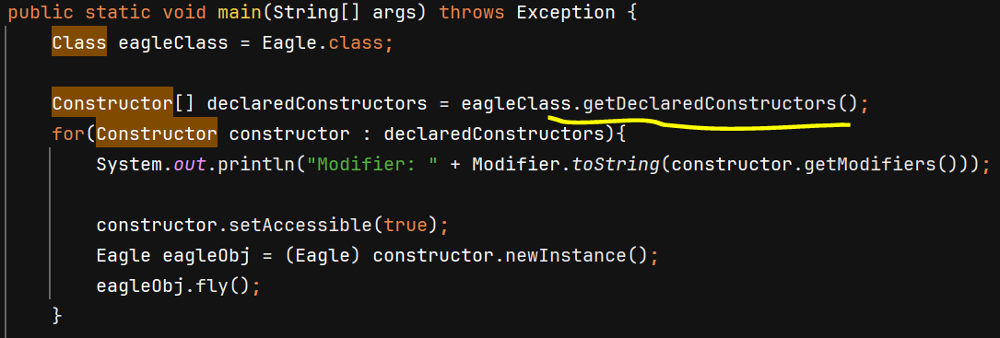 public static void main(String[] args) throws Exception {
Class eagleClass = Eagle.class;
Constructor[] declaredConstructors = eagleClass.getDeclaredConstructors();
for(Constructor constructor : declaredConstructors){
System.out.println("Modifier: " + Modifier.toString(constructor.getModifiers()));
constructor.setAccessible(true);
Eagle eagleObj = (Eagle) constructor.newInstance();
eagleObj.fly();
}